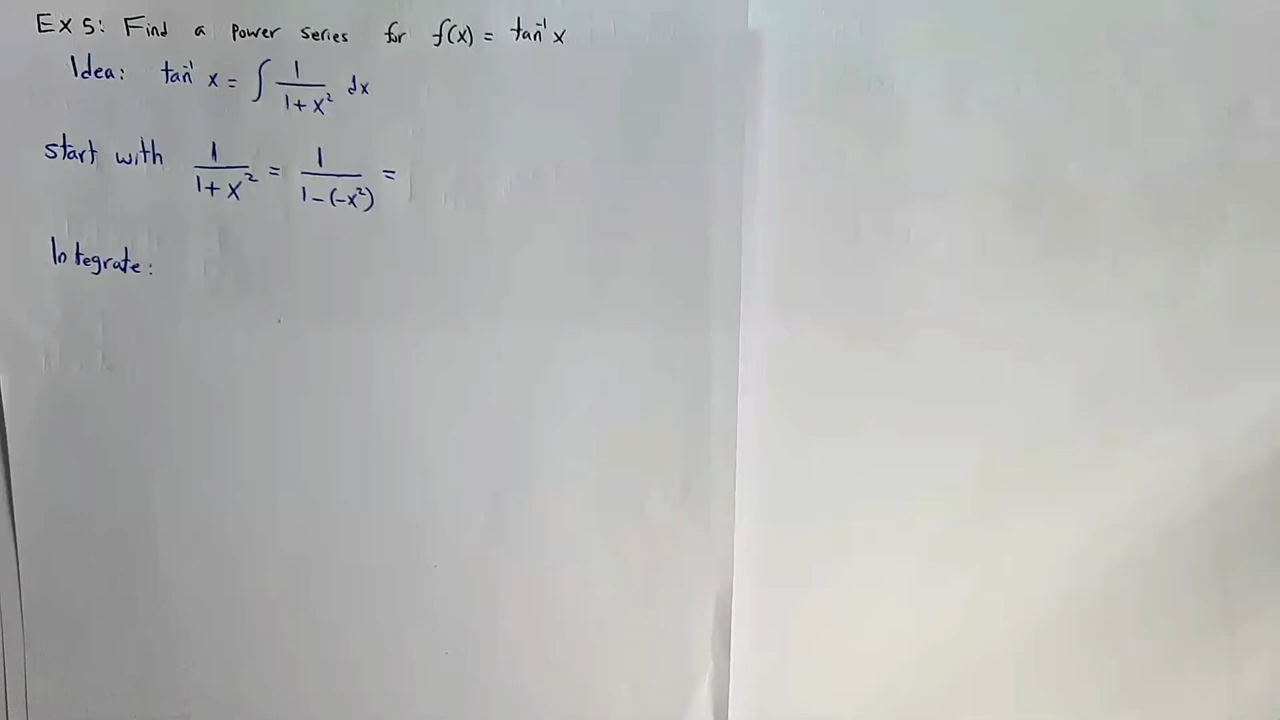 Ex 5: Find a power series for f(x) = tan⁻¹ x
Idea: tan⁻¹ x = ∫ 1/(1+x²) dx
start with 1/(1+x²) = 1/(1-(-x²)) =
Integrate: